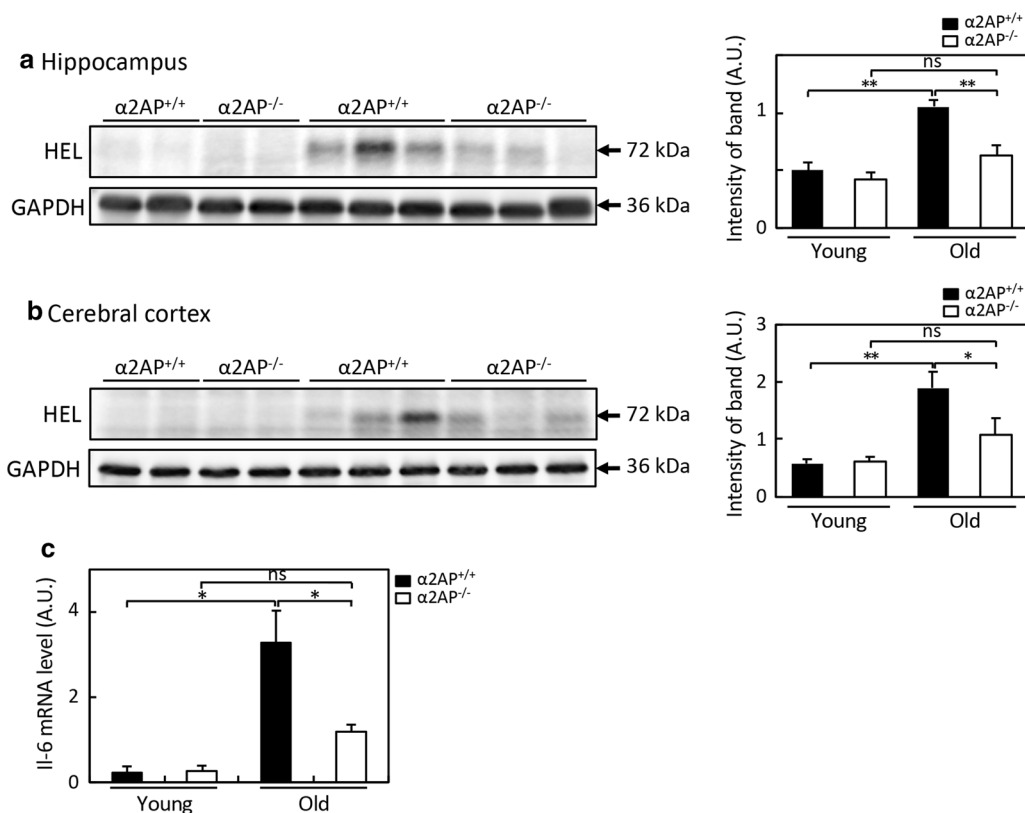 a Hippocampus
α2AP+/+ α2AP-/- α2AP+/+ α2AP-/-
HEL
72 kDa
GAPDH
36 kDa
α2AP+/+
α2AP-/-
Intensity of band (A.U.)
ns
** **
1
0
Young Old
b Cerebral cortex
α2AP+/+ α2AP-/- α2AP+/+ α2AP-/-
HEL
72 kDa
GAPDH
36 kDa
α2AP+/+
α2AP-/-
Intensity of band (A.U.)
3
ns
** *
2
1
0
Young Old
c
Il-6 mRNA level (A.U.)
α2AP+/+
α2AP-/-
ns
* *
4
2
0
Young Old